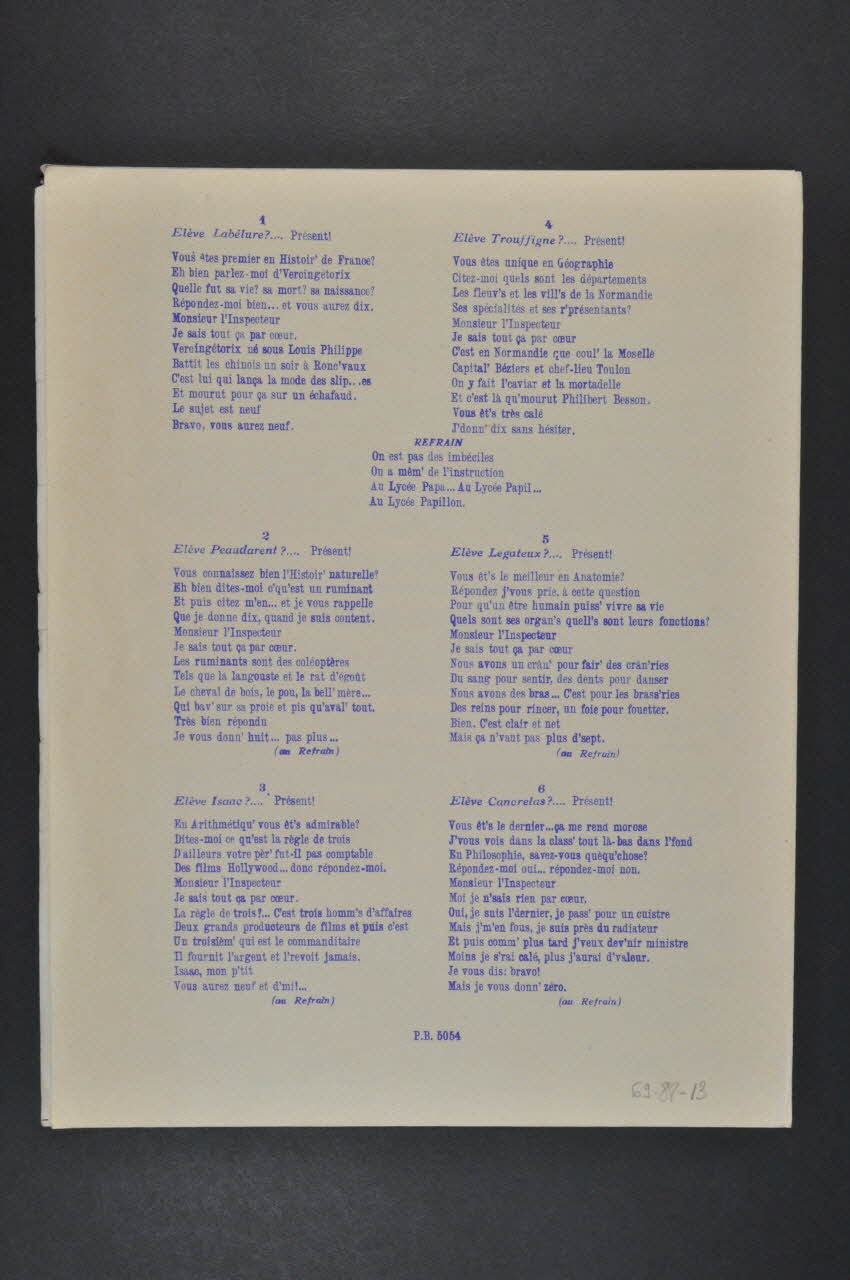 1
Elève Labélure?.... Présent!
Vous êtes premier en Histoir' de France?
Eh bien parlez-moi d'Vercingétorix
Quelle fut sa vie? sa mort? sa naissance?
Répondez-moi bien... et vous aurez dix.
Monsieur l'Inspecteur
Je sais tout ça par cœur.
Vercingétorix né sous Louis Philippe
Battit les chinois un soir à Ronc'vaux
C'est lui qui lança la mode des slip...es
Et mourut pour ça sur un échafaud.
Le sujet est neuf
Bravo, vous aurez neuf.
4
Elève Trouffigne?.... Présent!
Vous êtes unique en Géographie
Citez-moi quels sont les départements
Les fleuv's et les vill's de la Normandie
Ses spécialités et ses r'présentants?
Monsieur l'Inspecteur
Je sais tout ça par cœur
C'est en Normandie que coul' la Moselle
Capital' Béziers et chef-lieu Toulon
On y fait l'caviar et la mortadelle
Et c'est là qu'mourut Philibert Besson.
Vous êt's très calé
J'donn' dix sans hésiter.
REFRAIN
On est pas des imbéciles
On a mêm' de l'instruction
Au Lycée Papa... Au Lycée Papil...
Au Lycée Papillon.
2
Elève Peaudarent?.... Présent!
Vous connaissez bien l'Histoir' naturelle?
Eh bien dites-moi c'qu'est un ruminant
Et puis citez m'en... et je vous rappelle
Que je donne dix, quand je suis content.
Monsieur l'Inspecteur
Je sais tout ça par cœur.
Les ruminants sont des coléoptères
Tels que la langouste et le rat d'égoût
Le cheval de bois, le pou, la bell' mère...
Qui bav' sur sa proie et pis qu'aval' tout.
Très bien répondu
Je vous donn' huit... pas plus...
(au Refrain)
5
Elève Legateux?.... Présent!
Vous êt's le meilleur en Anatomie?
Répondez j'vous prie, à cette question
Pour qu'un être humain puiss' vivre sa vie
Quels sont ses organ's quell's sont leurs fonctions?
Monsieur l'Inspecteur
Je sais tout ça par cœur
Nous avons un crân' pour fair' des crân'ries
Du sang pour sentir, des dents pour danser
Nous avons des bras... C'est pour les brass'ries
Des reins pour rincer, un foie pour fouetter.
Bien. C'est clair et net
Mais ça n'vaut pas plus d'sept.
(au Refrain)
3
Elève Isaac?.... Présent!
En Arithmétiqu' vous êt's admirable?
Dites-moi ce qu'est la règle de trois
D'ailleurs votre pèr' fut-il pas comptable
Des films Hollywood... donc répondez-moi.
Monsieur l'Inspecteur
Je sais tout ça par cœur.
La règle de trois?... C'est trois homm's d'affaires
Deux grands producteurs de films et puis c'est
Un troisièm' qui est le commanditaire
Il fournit l'argent et l'revoit jamais.
Isaac, mon p'tit
Vous aurez neuf et d'mi!...
(au Refrain)
6
Elève Cancrelas?.... Présent!
Vous êt's le dernier...ça me rend morose
J'vous vois dans la class' tout là-bas dans l'fond
En Philosophie, savez-vous quéqu'chose?
Répondez-moi oui... répondez-moi non.
Monsieur l'Inspecteur
Moi je n'sais rien par cœur.
Oui, je suis l'dernier, je pass' pour un cuistre
Mais j'm'en fous, je suis près du radiateur
Et puis comm' plus tard j'veux dev'nir ministre
Moins je s'rai calé, plus j'aurai d'valeur.
Je vous dis: bravo!
Mais je vous donn' zéro.
(au Refrain)
P.B. 5054
69-87-13